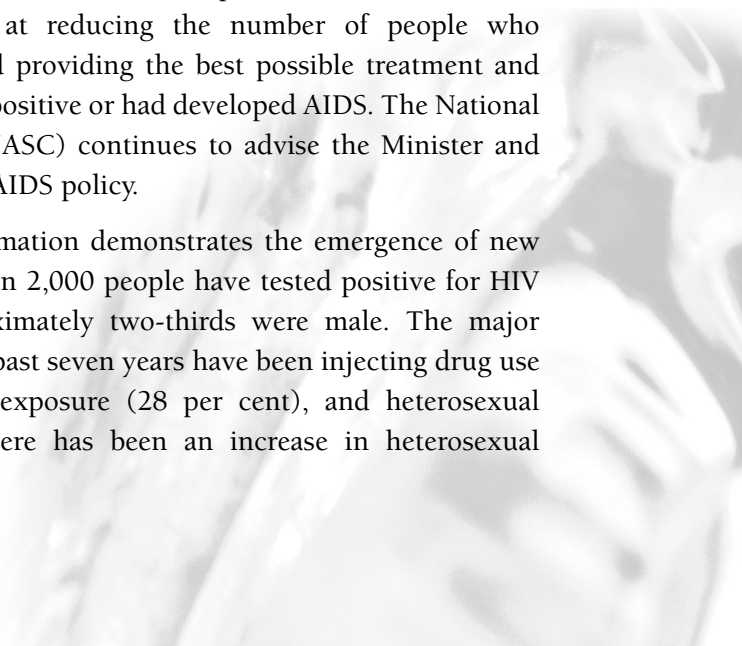 at reducing the number of people who
providing the best possible treatment and
positive or had developed AIDS. The National
ASC) continues to advise the Minister and
AIDS policy.
mation demonstrates the emergence of new
n 2,000 people have tested positive for HIV
ximately two-thirds were male. The major
past seven years have been injecting drug use
exposure (28 per cent), and heterosexual
ere has been an increase in heterosexual